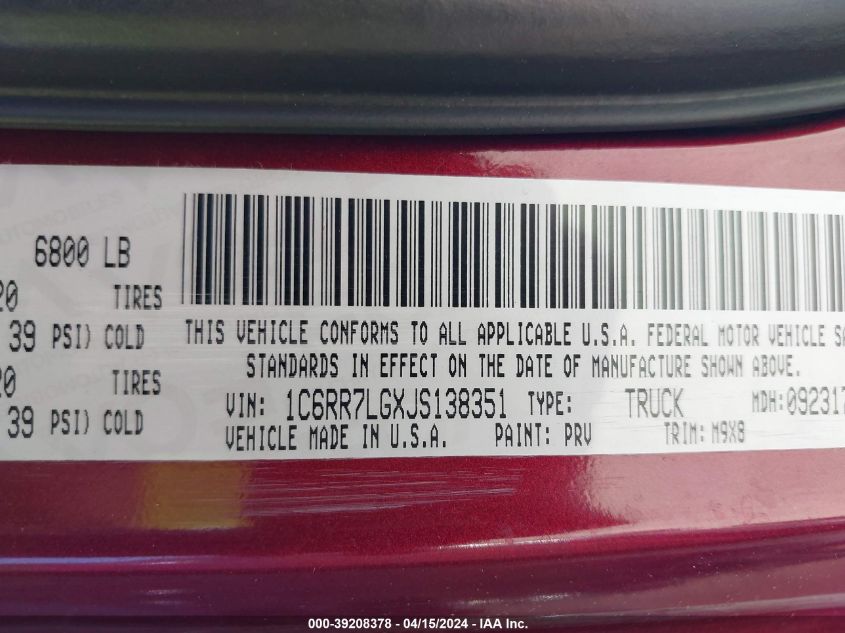 6800 LB
20 TIRES
39 PSI) COLD
20 TIRES
39 PSI) COLD
THIS VEHICLE CONFORMS TO ALL APPLICABLE U.S.A. FEDERAL MOTOR VEHICLE SA
STANDARDS IN EFFECT ON THE DATE OF MANUFACTURE SHOWN ABOVE.
VIN: 1C6RR7LGXJS138351 TYPE: TRUCK MDH:092317
VEHICLE MADE IN U.S.A. PAINT: PRV TRIM: M9X8
000-39208378 - 04/15/2024 - IAA Inc.